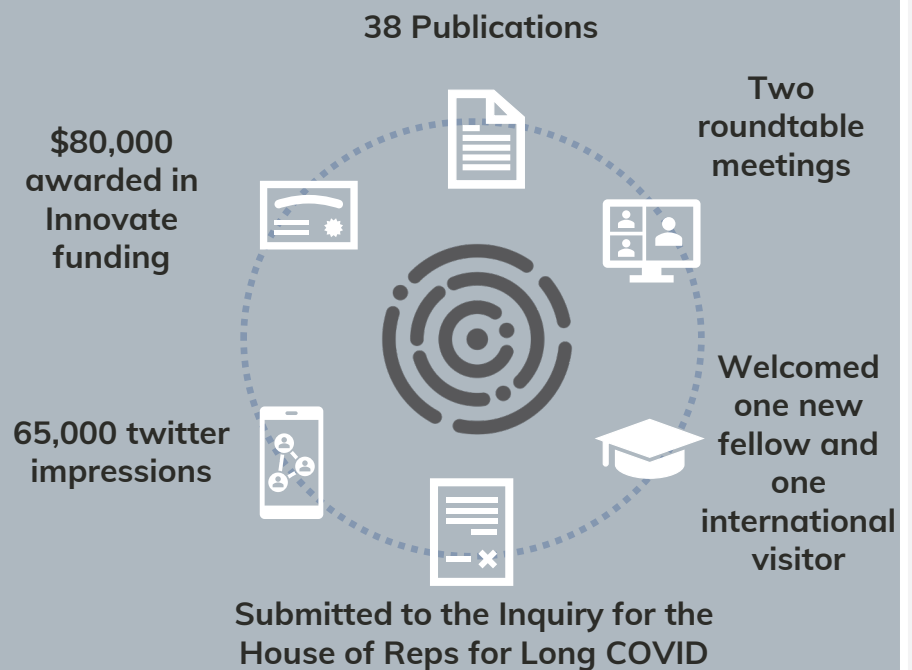 38 Publications
Two
roundtable
meetings
Welcomed
one new
fellow and
one
international
visitor
Submitted to the Inquiry for the
House of Reps for Long COVID
65,000 twitter
impressions
$80,000
awarded in
Innovate
funding